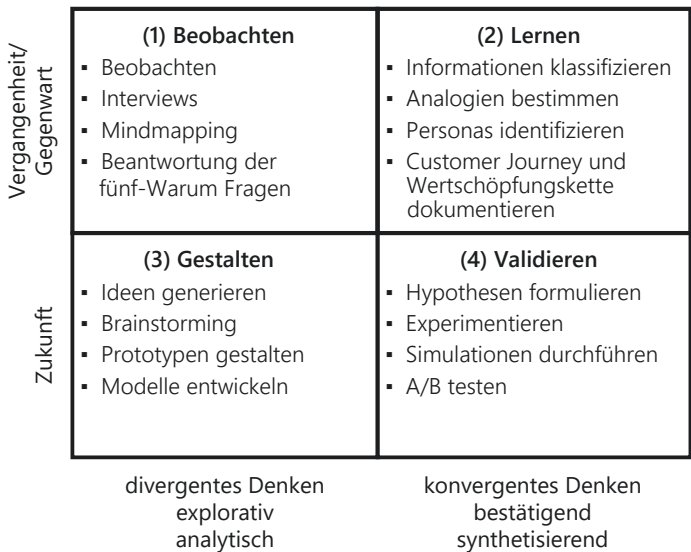 Vergangenheit/
Gegenwart
(1) Beobachten
▪ Beobachten
▪ Interviews
▪ Mindmapping
▪ Beantwortung der
fünf-Warum Fragen
(2) Lernen
▪ Informationen klassifizieren
▪ Analogien bestimmen
▪ Personas identifizieren
▪ Customer Journey und
Wertschöpfungskette
dokumentieren
Zukunft
(3) Gestalten
▪ Ideen generieren
▪ Brainstorming
▪ Prototypen gestalten
▪ Modelle entwickeln
(4) Validieren
▪ Hypothesen formulieren
▪ Experimentieren
▪ Simulationen durchführen
▪ A/B testen
divergentes Denken
explorativ
analytisch
konvergentes Denken
bestätigend
synthetisierend